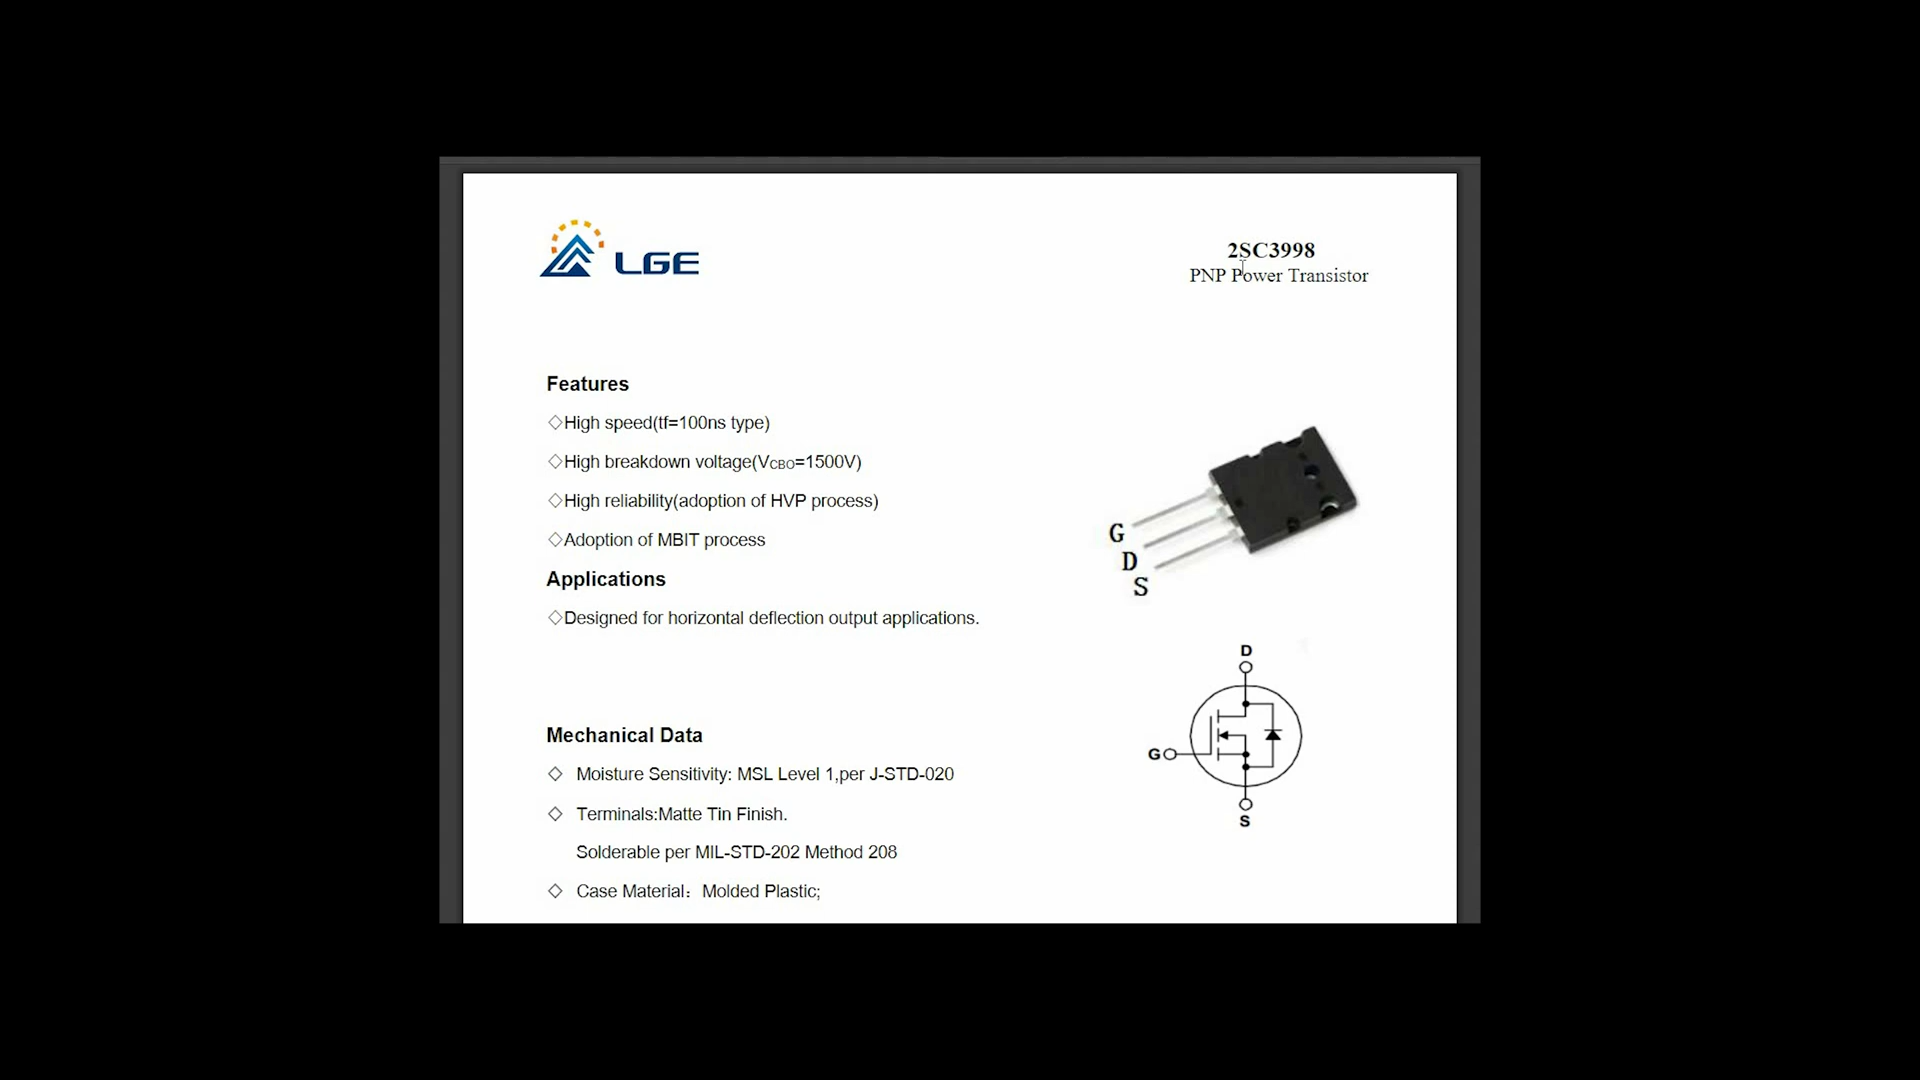 LGE
2SC3998
PNP Power Transistor
Features
◇High speed(tf=100ns type)
◇High breakdown voltage(VCBO=1500V)
◇High reliability(adoption of HVP process)
◇Adoption of MBIT process
Applications
◇Designed for horizontal deflection output applications.
G
D
S
D
G
S
Mechanical Data
◇ Moisture Sensitivity: MSL Level 1,per J-STD-020
◇ Terminals:Matte Tin Finish.
Solderable per MIL-STD-202 Method 208
◇ Case Material：Molded Plastic;